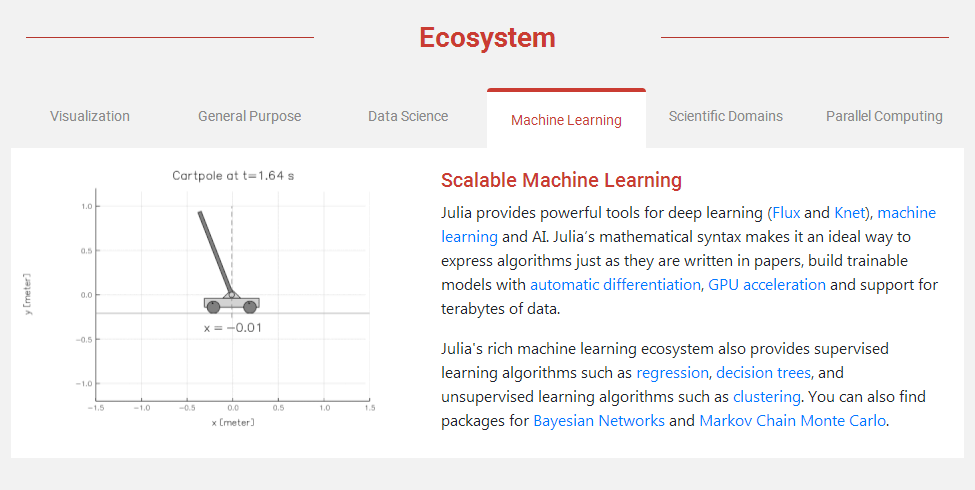 Ecosystem
Visualization
General Purpose
Data Science
Machine Learning
Scientific Domains
Parallel Computing
Cartpole at t=1.64 s
1.0
0.5
0.0
−0.5
−1.0
y [meter]
x = −0.01
−1.5
−1.0
−0.5
0.0
0.5
1.0
1.5
x [meter]
Scalable Machine Learning
Julia provides powerful tools for deep learning (Flux and Knet), machine
learning and AI. Julia's mathematical syntax makes it an ideal way to
express algorithms just as they are written in papers, build trainable
models with automatic differentiation, GPU acceleration and support for
terabytes of data.
Julia's rich machine learning ecosystem also provides supervised
learning algorithms such as regression, decision trees, and
unsupervised learning algorithms such as clustering. You can also find
packages for Bayesian Networks and Markov Chain Monte Carlo.